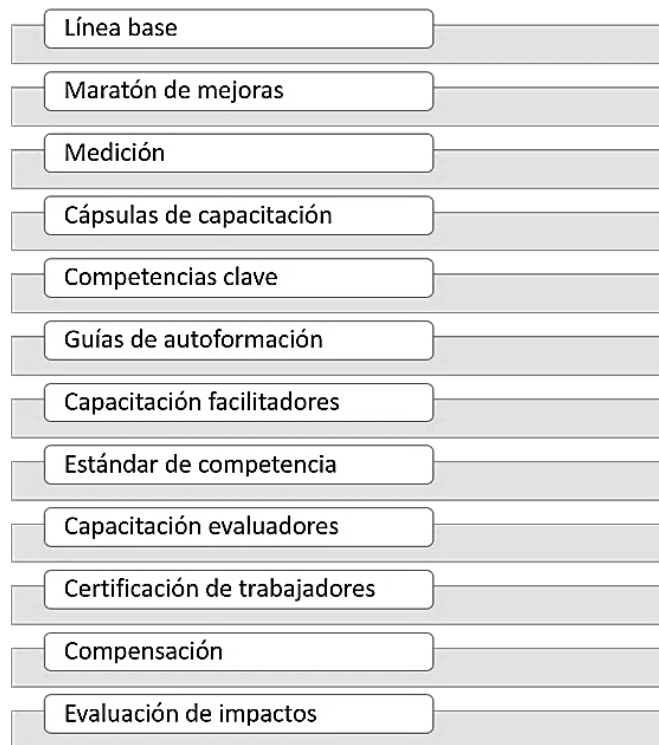 Línea base
Maratón de mejoras
Medición
Cápsulas de capacitación
Competencias clave
Guías de autoformación
Capacitación facilitadores
Estándar de competencia
Capacitación evaluadores
Certificación de trabajadores
Compensación
Evaluación de impactos